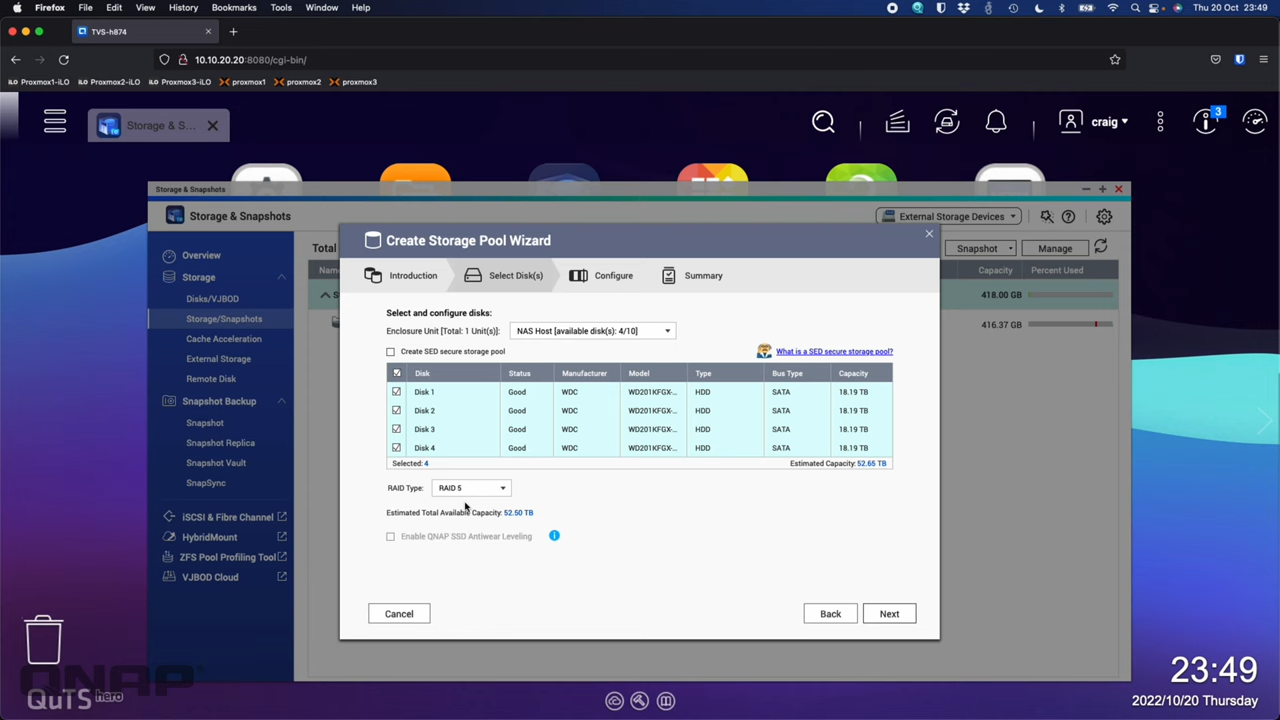 Firefox File Edit View History Bookmarks Tools Window Help Thu 20 Oct 23:49
TVS-h874
10.10.20.20:8080/cgi-bin/
iLO Proxmox1-iLO iLO Proxmox2-iLO iLO Proxmox3-iLO proxmox1 proxmox2 proxmox3
Storage & S... craig 3
Storage & Snapshots
Storage & Snapshots External Storage Devices
Overview
Storage
Disks/VJBOD
Storage/Snapshots
Cache Acceleration
External Storage
Remote Disk
Snapshot Backup
Snapshot
Snapshot Replica
Snapshot Vault
SnapSync
iSCSI & Fibre Channel
HybridMount
ZFS Pool Profiling Tool
VJBOD Cloud
Total Snapshot Manage
Capacity Percent Used
418.00 GB
416.37 GB
Create Storage Pool Wizard
Introduction Select Disk(s) Configure Summary
Select and configure disks:
Enclosure Unit [Total: 1 Unit(s)]: NAS Host [available disk(s): 4/10]
Create SED secure storage pool What is a SED secure storage pool?
Disk Status Manufacturer Model Type Bus Type Capacity
Disk 1 Good WDC WD201KFGX-... HDD SATA 18.19 TB
Disk 2 Good WDC WD201KFGX-... HDD SATA 18.19 TB
Disk 3 Good WDC WD201KFGX-... HDD SATA 18.19 TB
Disk 4 Good WDC WD201KFGX-... HDD SATA 18.19 TB
Selected: 4 Estimated Capacity: 52.65 TB
RAID Type: RAID 5
Estimated Total Available Capacity: 52.50 TB
Enable QNAP SSD Antiwear Leveling
Cancel Back Next
QNAP
QuTS hero
23:49
2022/10/20 Thursday